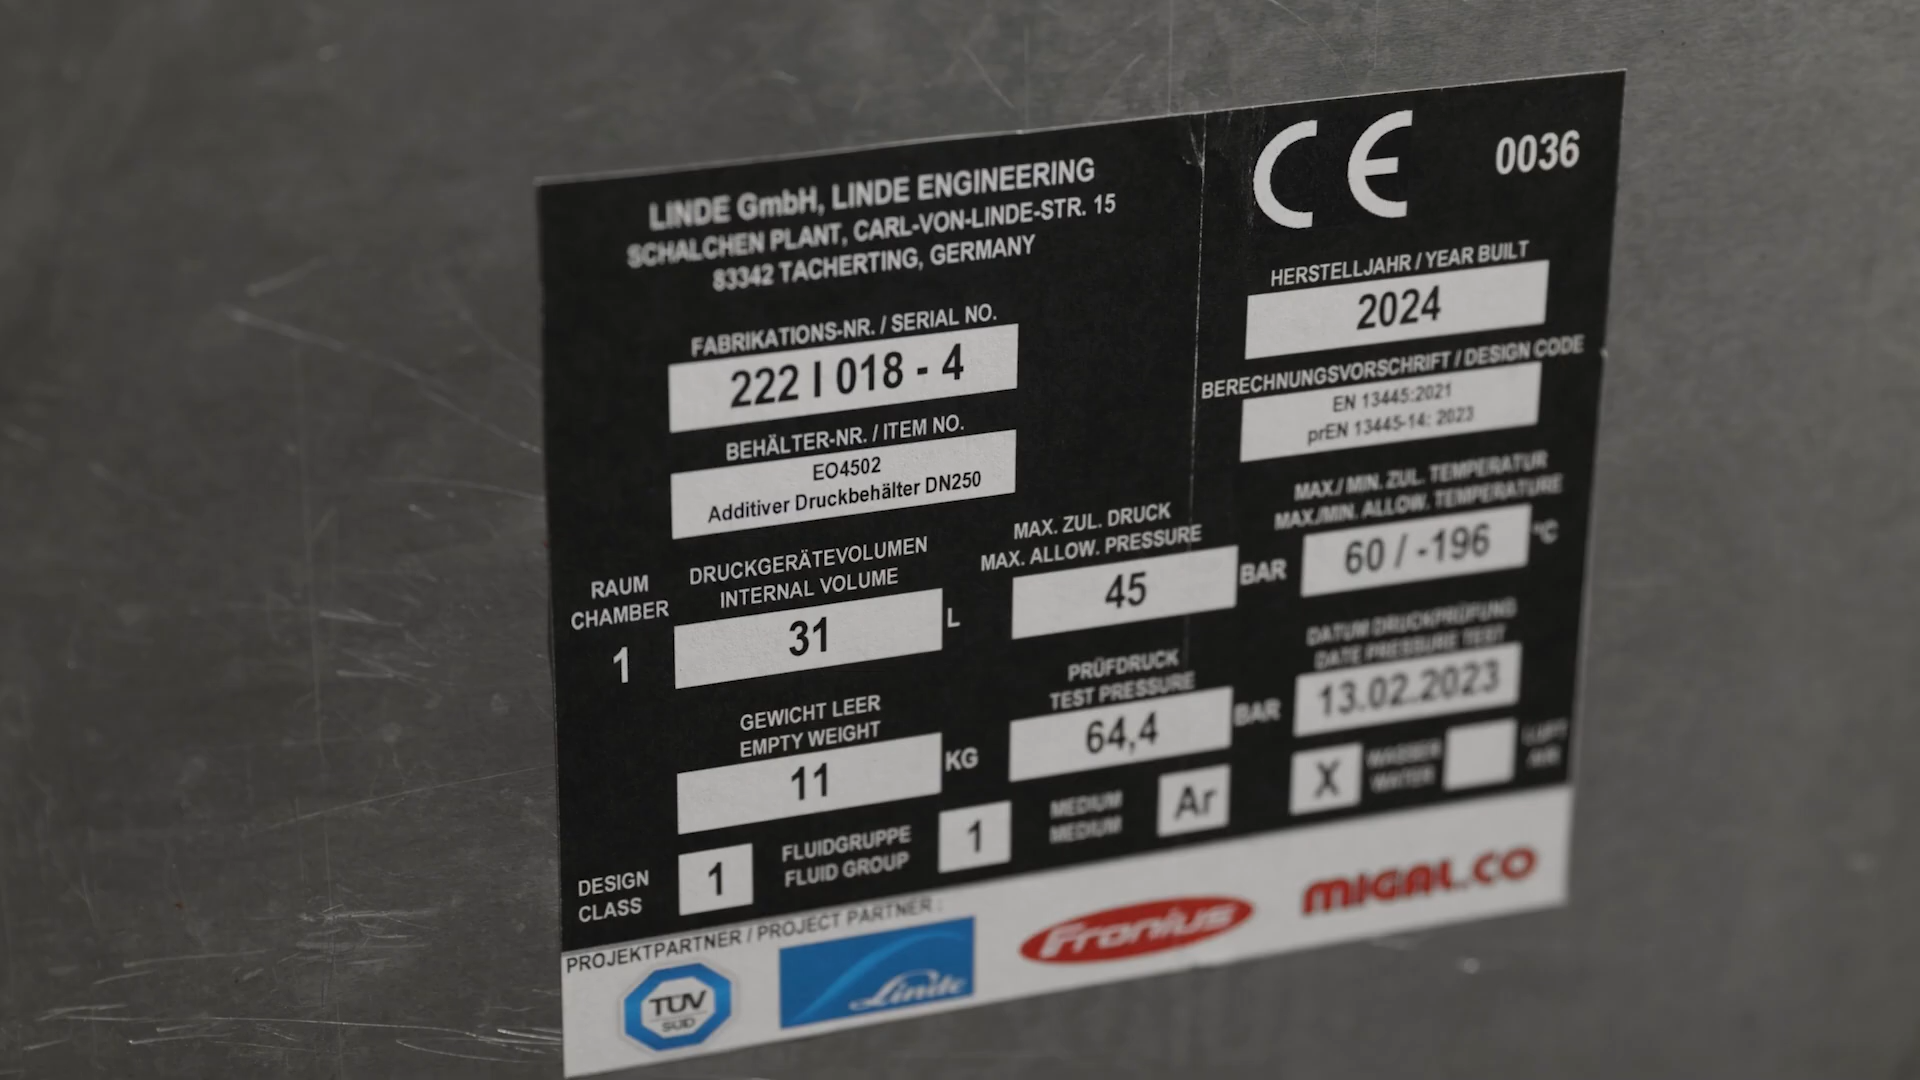 LINDE GmbH, LINDE ENGINEERING
SCHALCHEN PLANT, CARL-VON-LINDE-STR. 15
83342 TACHERTING, GERMANY
CE 0036
HERSTELLJAHR / YEAR BUILT
2024
FABRIKATIONS-NR. / SERIAL NO.
222 I 018 - 4
BERECHNUNGSVORSCHRIFT / DESIGN CODE
EN 13445:2021
prEN 13445-14: 2023
BEHÄLTER-NR. / ITEM NO.
EO4502
Additiver Druckbehälter DN250
MAX./ MIN. ZUL. TEMPERATUR
MAX./MIN. ALLOW. TEMPERATURE
60 / -196 °C
MAX. ZUL. DRUCK
MAX. ALLOW. PRESSURE
45 BAR
RAUM
CHAMBER
1
DRUCKGERÄTEVOLUMEN
INTERNAL VOLUME
31 L
DATUM DRUCKPRÜFUNG
DATE PRESSURE TEST
13.02.2023
PRÜFDRUCK
TEST PRESSURE
64,4 BAR
GEWICHT LEER
EMPTY WEIGHT
11 KG
X WASSER
WATER
LUFT
AIR
DESIGN
CLASS
1
FLUIDGRUPPE
FLUID GROUP
1
MEDIUM
MEDIUM
Ar
PROJEKTPARTNER / PROJECT PARTNER :
TÜV
SÜD
Linde
Fronius
MIGAL.CO